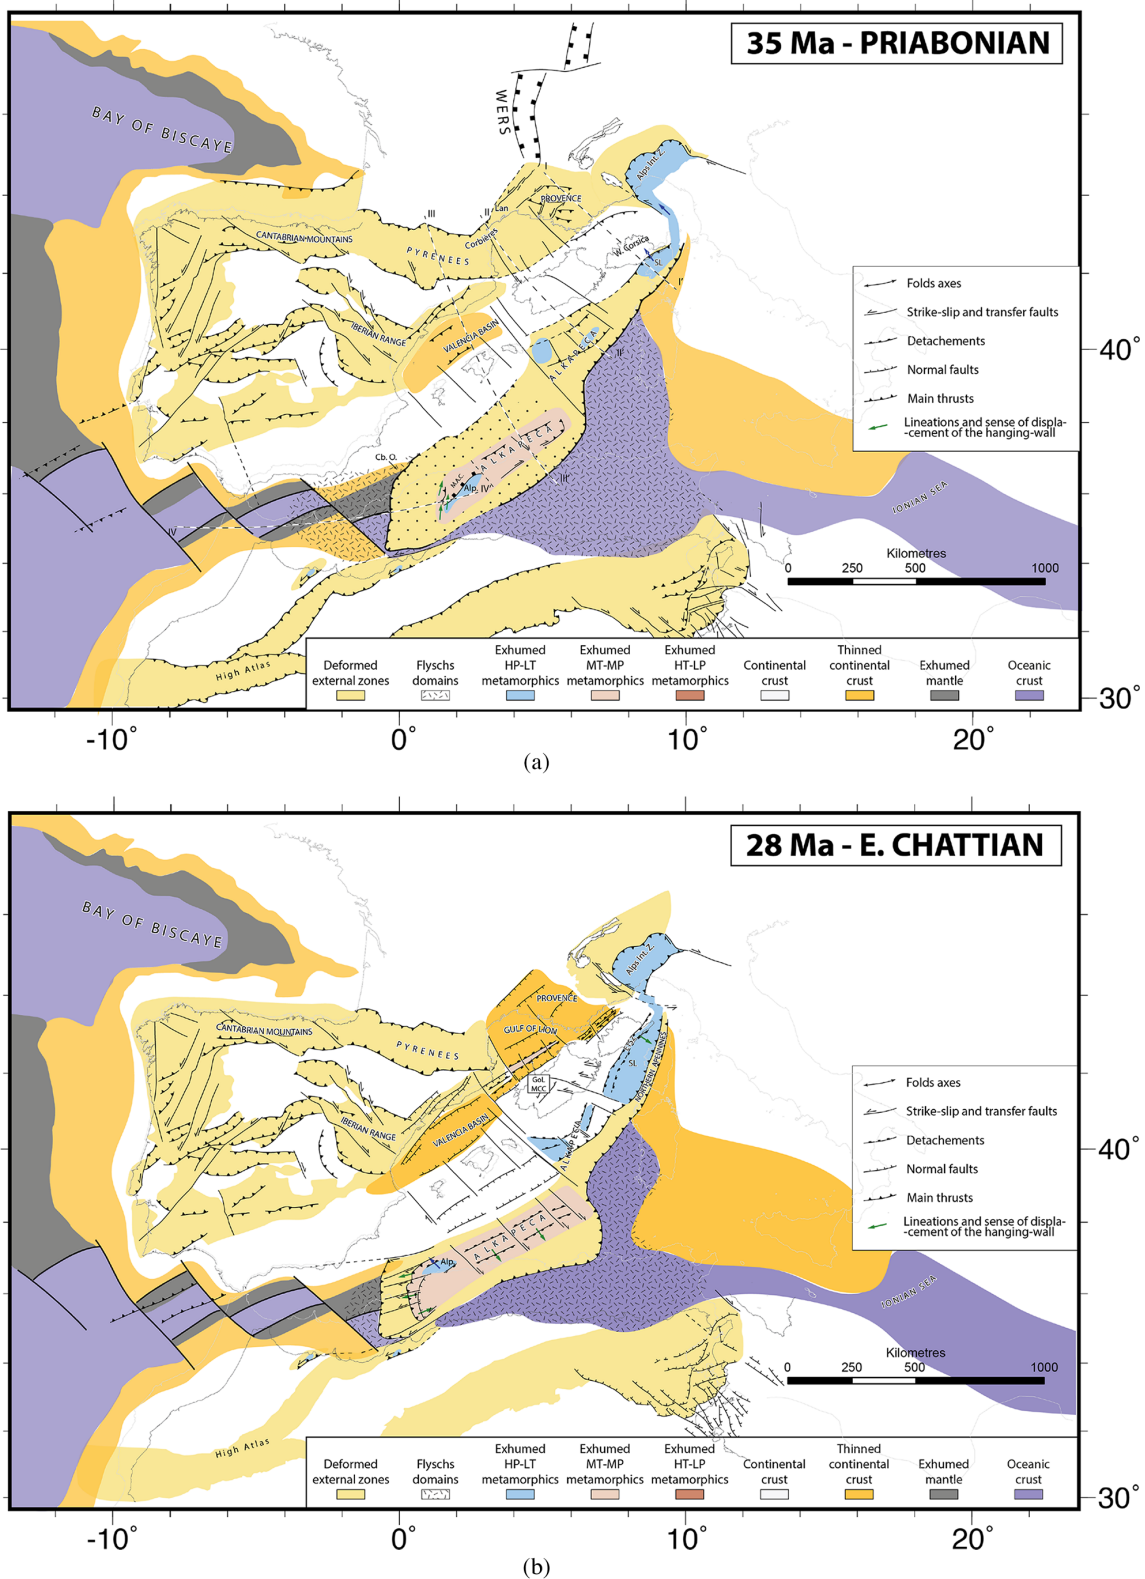 35 Ma - PRIABONIAN
BAY OF BISCAYE
WERS
Alps Int. Z.
PROVENCE
Lan
III
II
I
Corbières
CANTABRIAN MOUNTAINS
PYRENEES
W. Corsica
SL
I'
IBERIAN RANGE
VALENCIA BASIN
ALKAPECA
II'
Cb. O.
MAC
ALKAPECA
Alp.
IV'
III'
IV
IONIAN SEA
High Atlas
Folds axes
Strike-slip and transfer faults
Detachements
Normal faults
Main thrusts
Lineations and sense of displa-
-cement of the hanging-wall
40°
Kilometres
0 250 500 1000
Deformed
external zones
Flyschs
domains
Exhumed
HP-LT
metamorphics
Exhumed
MT-MP
metamorphics
Exhumed
HT-LP
metamorphics
Continental
crust
Thinned
continental
crust
Exhumed
mantle
Oceanic
crust
30°
-10° 0° 10° 20°
(a)
28 Ma - E. CHATTIAN
BAY OF BISCAYE
Alps Int. Z.
PROVENCE
GULF OF LION
CANTABRIAN MOUNTAINS
PYRENEES
SL
NORTHERN APENNINES
GoL
MCC
IBERIAN RANGE
VALENCIA BASIN
ALKAPECA
ALKAPECA
Alp.
IONIAN SEA
High Atlas
Folds axes
Strike-slip and transfer faults
Detachements
Normal faults
Main thrusts
Lineations and sense of displa-
-cement of the hanging-wall
40°
Kilometres
0 250 500 1000
Deformed
external zones
Flyschs
domains
Exhumed
HP-LT
metamorphics
Exhumed
MT-MP
metamorphics
Exhumed
HT-LP
metamorphics
Continental
crust
Thinned
continental
crust
Exhumed
mantle
Oceanic
crust
30°
-10° 0° 10° 20°
(b)